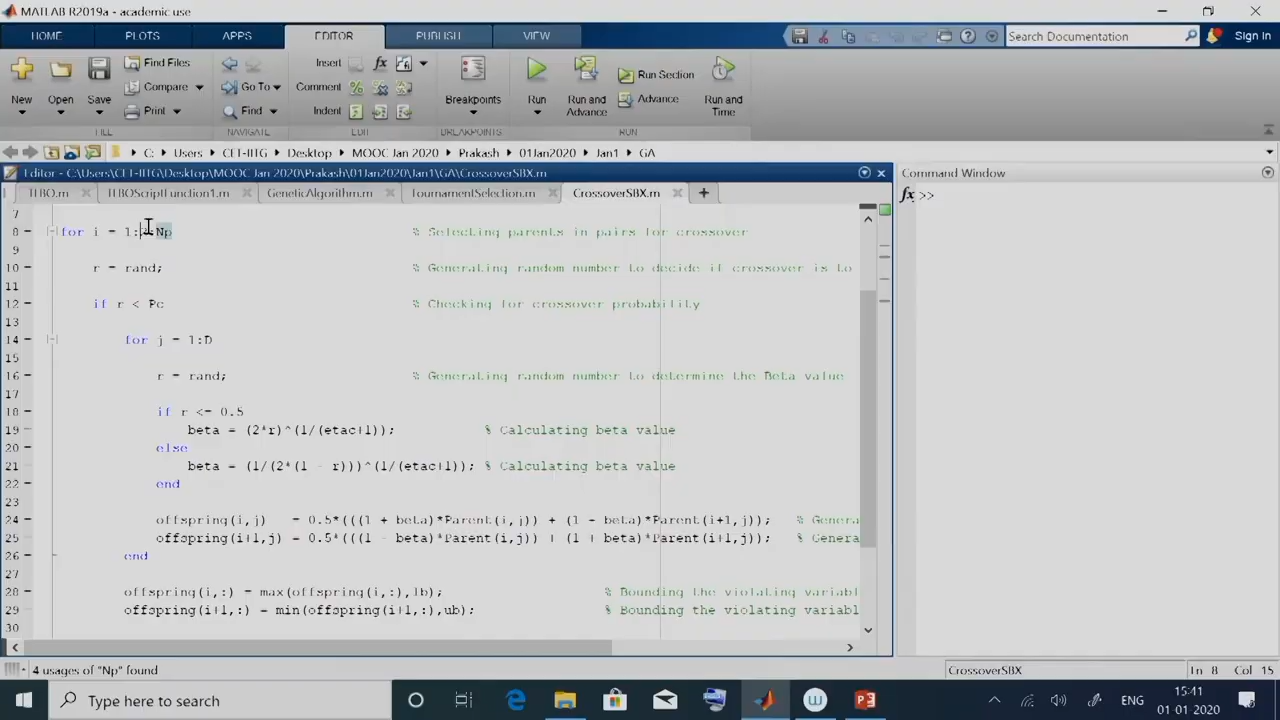 MATLAB R2019a - academic use
HOME PLOTS APPS EDITOR PUBLISH VIEW Search Documentation Sign In
Find Files Insert fx Run Section
Compare Go To Comment Advance
New Open Save Print Find Indent Breakpoints Run Run and Advance Run and Time
FILE NAVIGATE EDIT BREAKPOINTS RUN
C: Users CET-IITG Desktop MOOC Jan 2020 Prakash 01Jan2020 Jan1 GA
Editor - C:\Users\CET-IITG\Desktop\MOOC Jan 2020\Prakash\01Jan2020\Jan1\GA\CrossoverSBX.m
Command Window
TLBO.m TLBOScriptFunction1.m GeneticAlgorithm.m TournamentSelection.m CrossoverSBX.m
fx >>
7
8 for i = 1: Np % Selecting parents in pairs for crossover
9
10 r = rand; % Generating random number to decide if crossover is to
11
12 if r < Pc % Checking for crossover probability
13
14 for j = 1:D
15
16 r = rand; % Generating random number to determine the Beta value
17
18 if r <= 0.5
19 beta = (2*r)^(1/(etac+1)); % Calculating beta value
20 else
21 beta = (1/(2*(1 - r)))^(1/(etac+1)); % Calculating beta value
22 end
23
24 offspring(i,j) = 0.5*(((1 + beta)*Parent(i,j)) + (1 - beta)*Parent(i+1,j)); % Genera
25 offspring(i+1,j) = 0.5*(((1 - beta)*Parent(i,j)) + (1 + beta)*Parent(i+1,j)); % Genera
26 end
27
28 offspring(i,:) = max(offspring(i,:),lb); % Bounding the violating variabl
29 offspring(i+1,:) = min(offspring(i+1,:),ub); % Bounding the violating variabl
30
4 usages of "Np" found CrossoverSBX Ln 8 Col 15
Type here to search ENG 15:41
01-01-2020